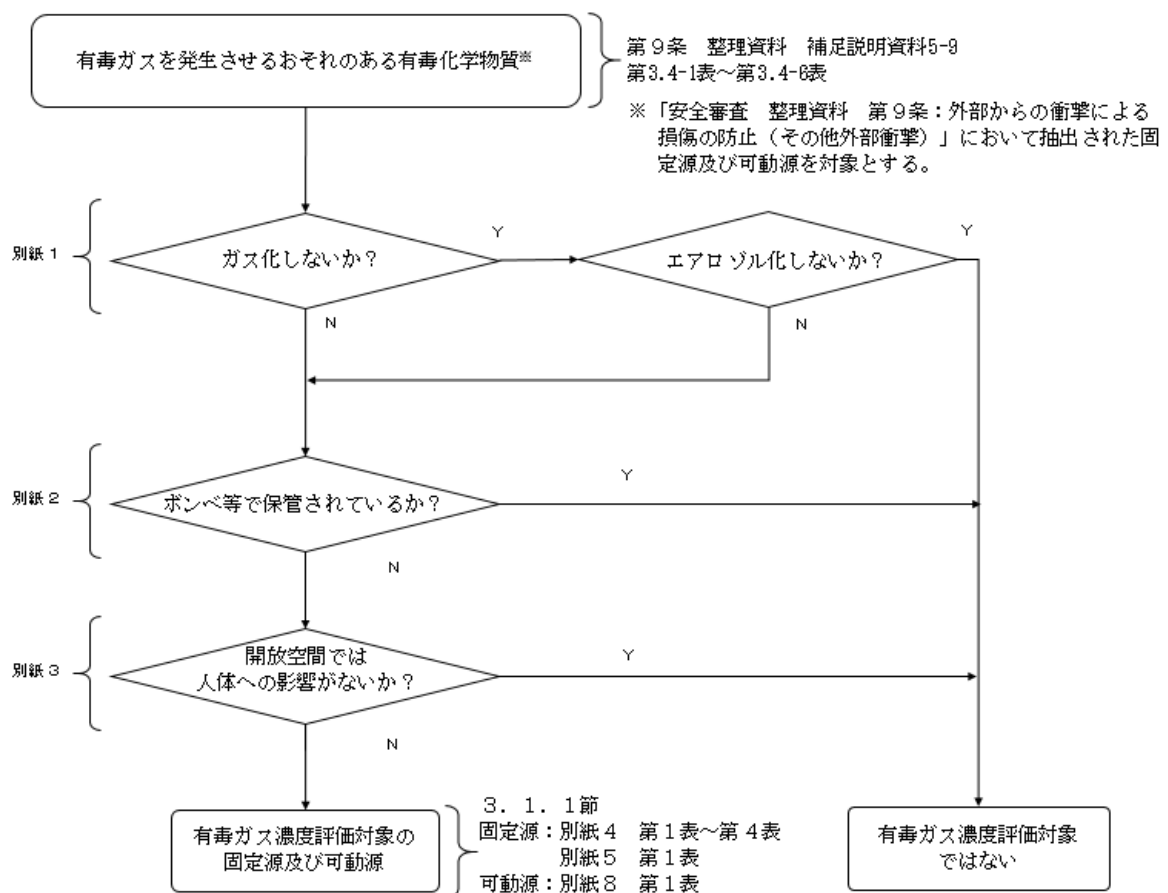 有毒ガスを発生させるおそれのある有毒化学物質※
第９条　整理資料　補足説明資料5-9
第3.4-1表～第3.4-6表
※「安全審査　整理資料　第９条：外部からの衝撃による
損傷の防止（その他外部衝撃）」において抽出された固
定源及び可動源を対象とする。
別紙１
ガス化しないか？
Ｙ
エアロゾル化しないか？
Ｙ
Ｎ
Ｎ
別紙２
ボンベ等で保管されているか？
Ｙ
Ｎ
別紙３
開放空間では
人体への影響がないか？
Ｙ
Ｎ
有毒ガス濃度評価対象の
固定源及び可動源
３．１．１節
固定源：別紙４　第１表～第４表
別紙５　第１表
可動源：別紙８　第１表
有毒ガス濃度評価対象
ではない